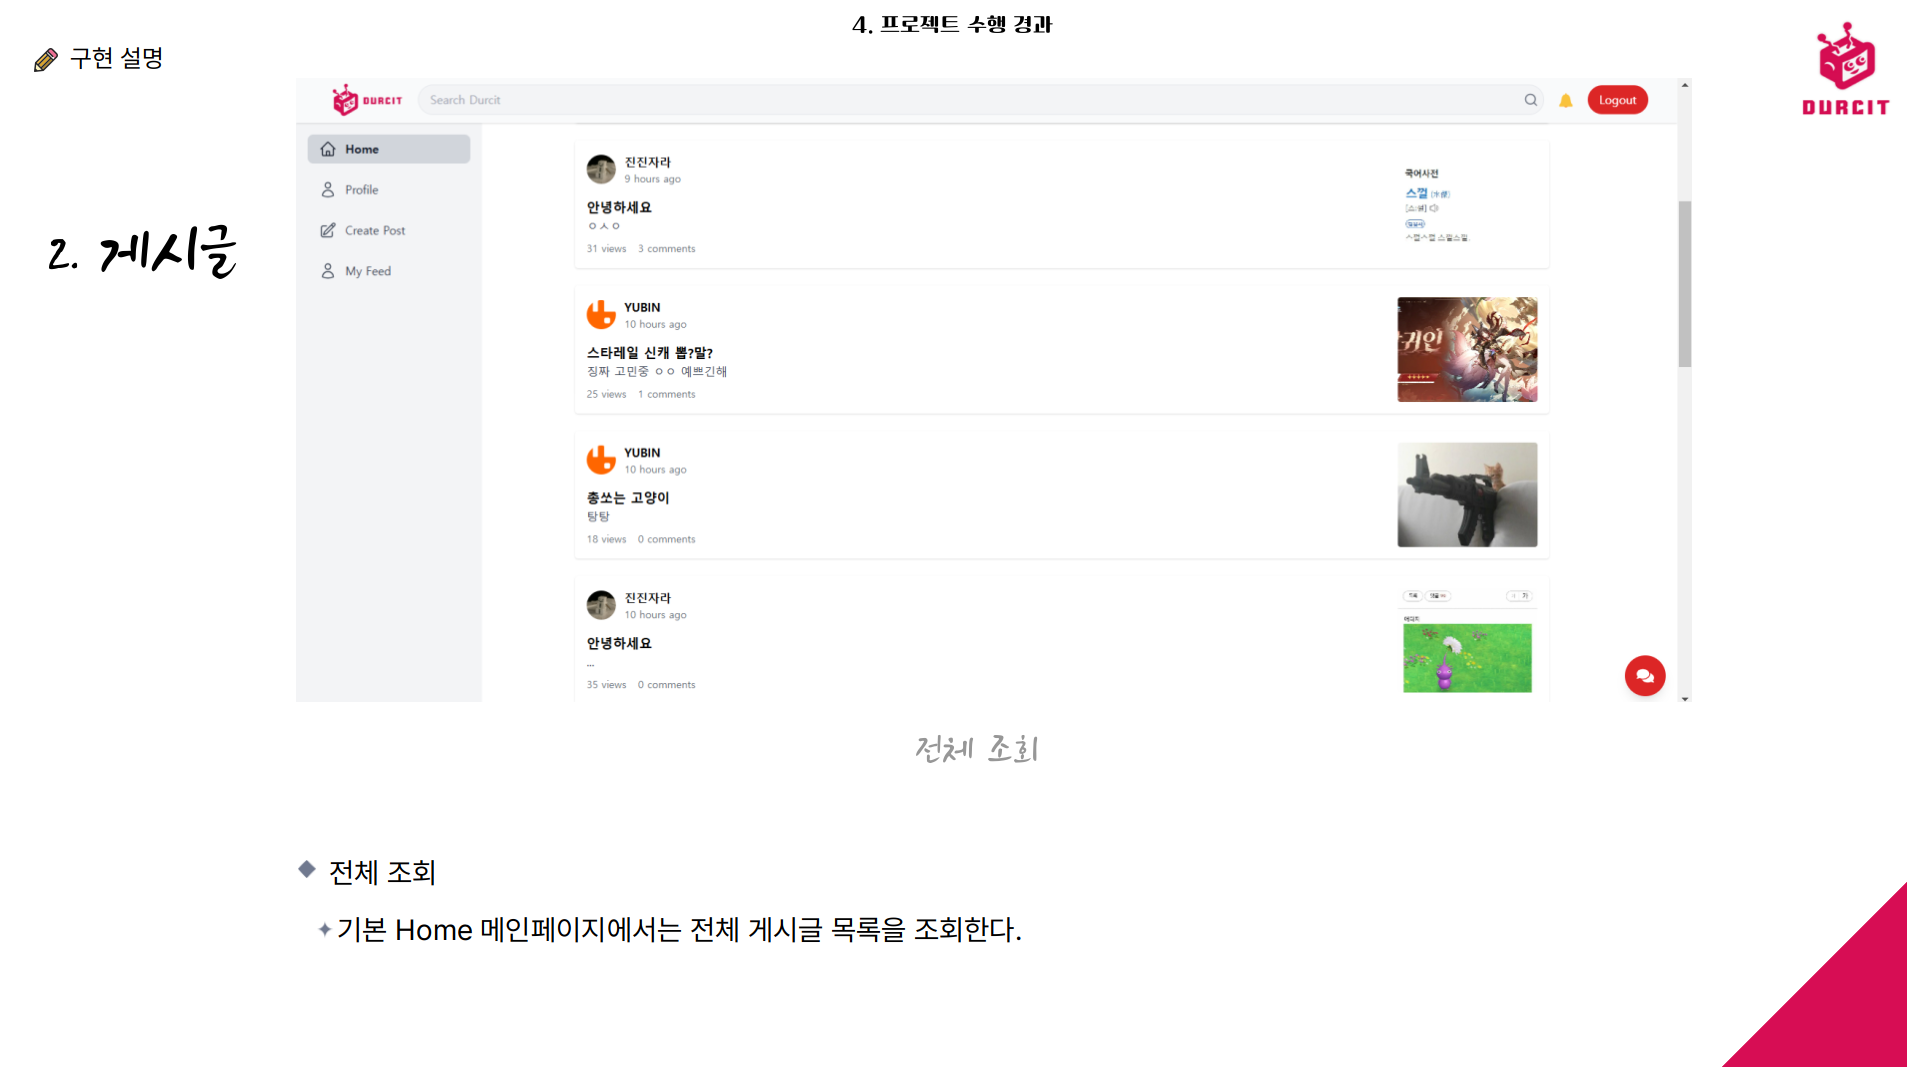 4. 프로젝트 수행 경과
구현 설명
DURCIT
DURCIT
Search Durcit
Logout
Home
Profile
Create Post
My Feed
2. 게시글
진진자라
9 hours ago
안녕하세요
ㅇㅅㅇ
31 views 3 comments
국어사전
스껄
YUBIN
10 hours ago
스타레일 신캐 뽑?말?
징짜 고민중 ㅇㅇ 예쁘긴해
25 views 1 comments
귀인
YUBIN
10 hours ago
총쏘는 고양이
탕탕
18 views 0 comments
진진자라
10 hours ago
안녕하세요
...
35 views 0 comments
전체 조회
전체 조회
기본 Home 메인페이지에서는 전체 게시글 목록을 조회한다.